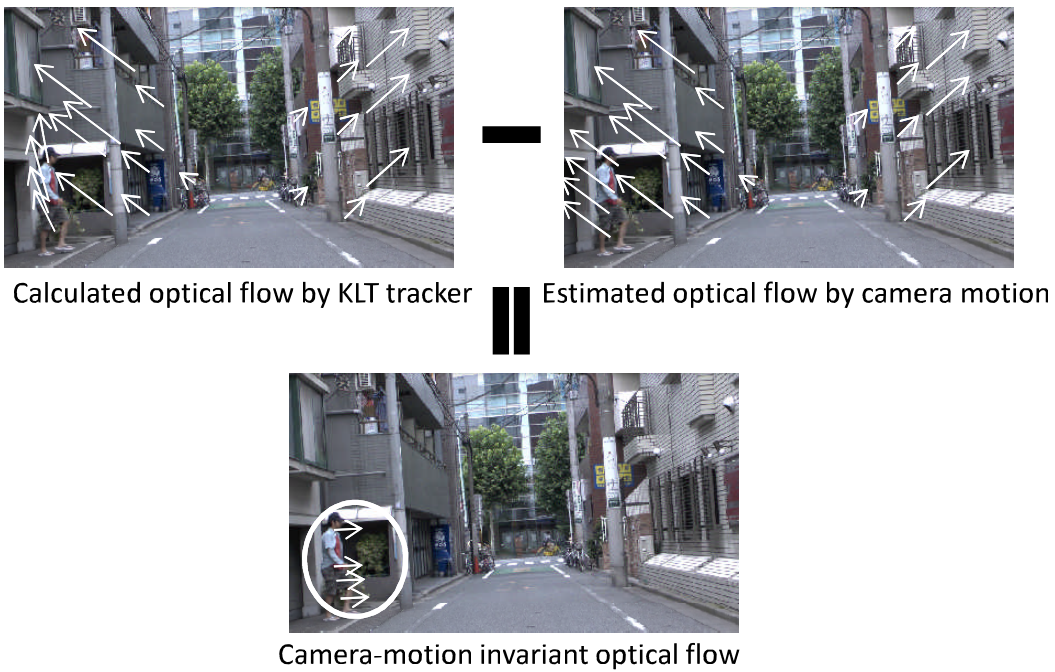 Calculated optical flow by KLT tracker
Estimated optical flow by camera motion
Camera-motion invariant optical flow